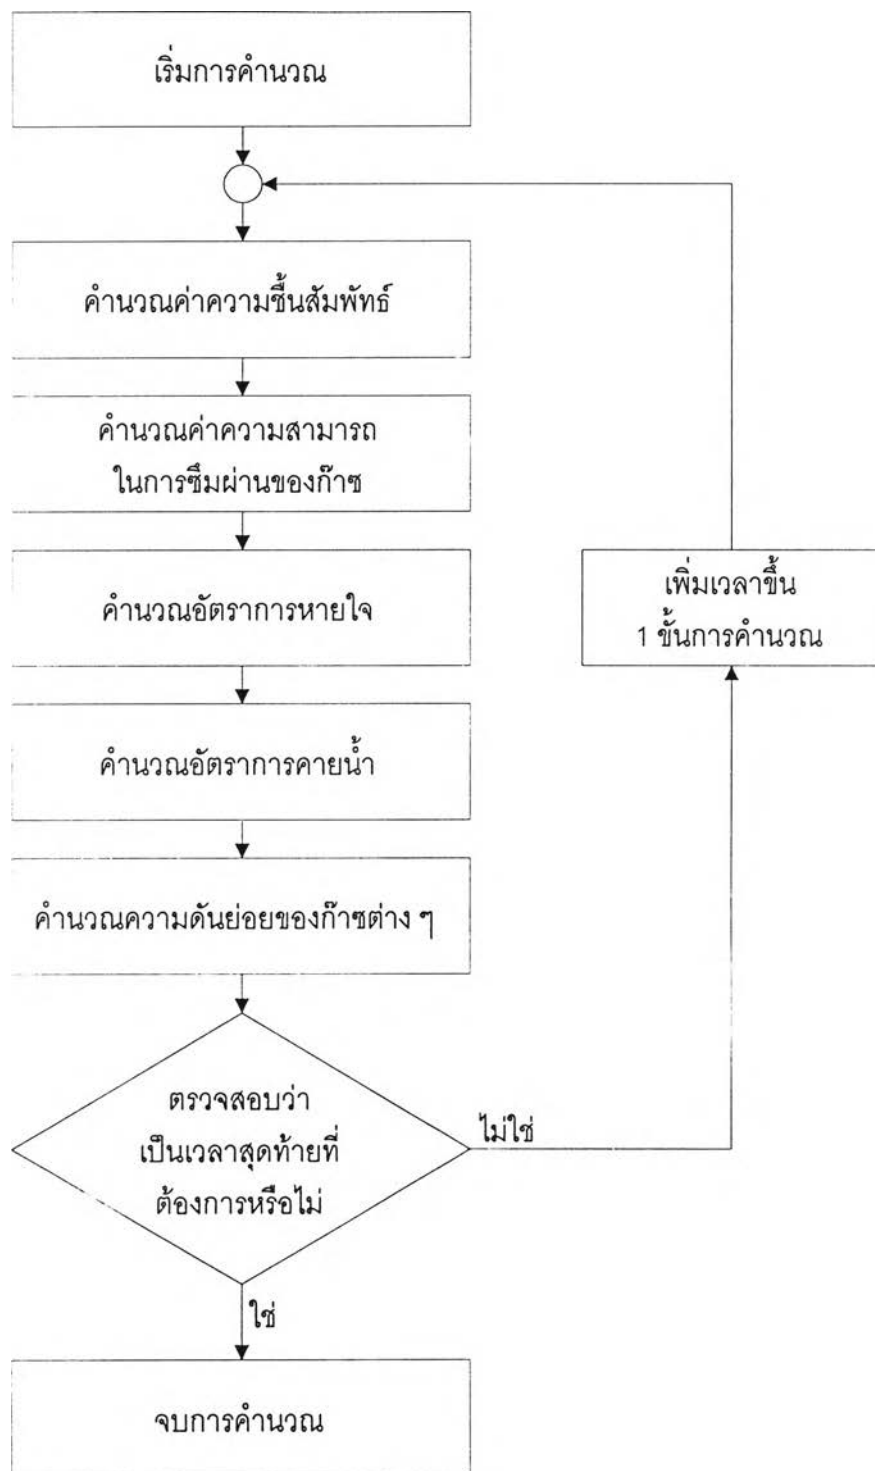 เริ่มการคำนวณ
คำนวณค่าความชื้นสัมพัทธ์
คำนวณค่าความสามารถ
ในการซึมผ่านของก๊าซ
คำนวณอัตราการหายใจ
เพิ่มเวลาขึ้น
1 ขั้นการคำนวณ
คำนวณอัตราการคายน้ำ
คำนวณความดันย่อยของก๊าซต่าง ๆ
ตรวจสอบว่า
เป็นเวลาสุดท้ายที่
ต้องการหรือไม่
ไม่ใช่
ใช่
จบการคำนวณ